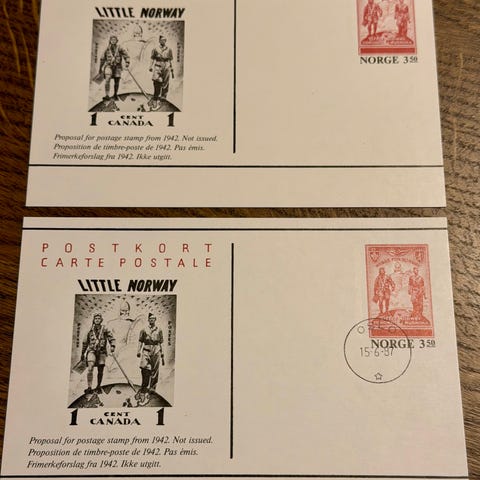 LITTLE NORWAY
1 CENT 1
CANADA
Proposal for postage stamp from 1942. Not issued.
Proposition de timbre-poste de 1942. Pas émis.
Frimerkeforslag fra 1942. Ikke utgitt.
NORGE 3 50
POSTKORT
CARTE POSTALE
LITTLE NORWAY
POSTAGE POSTES
1 CENT 1
CANADA
Proposal for postage stamp from 1942. Not issued.
Proposition de timbre-poste de 1942. Pas émis.
Frimerkeforslag fra 1942. Ikke utgitt.
NORGE 3 50
15-6-87